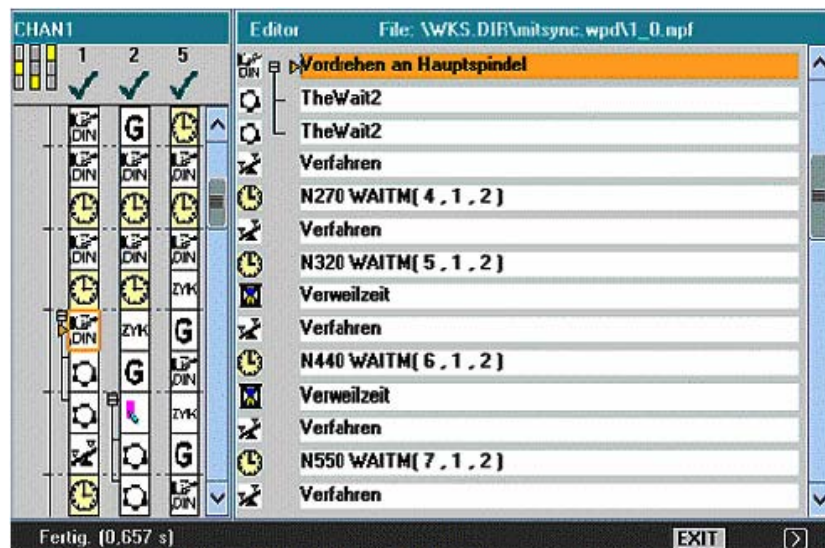 CHAN1
Editor File: \WKS.DIR\mitsync.wpd\1_0.mpf
1 2 5
DIN G
DIN DIN DIN
DIN DIN DIN
ZYK
DIN ZYK G
G DIN
ZYK
G
DIN
DIN Vordrehen an Hauptspindel
TheWait2
TheWait2
Verfahren
N270 WAITM( 4 , 1 , 2 )
Verfahren
N320 WAITM( 5 , 1 , 2 )
Verweilzeit
Verfahren
N440 WAITM( 6 , 1 , 2 )
Verweilzeit
Verfahren
N550 WAITM( 7 , 1 , 2 )
Verfahren
Fertig. (0,657 s) EXIT